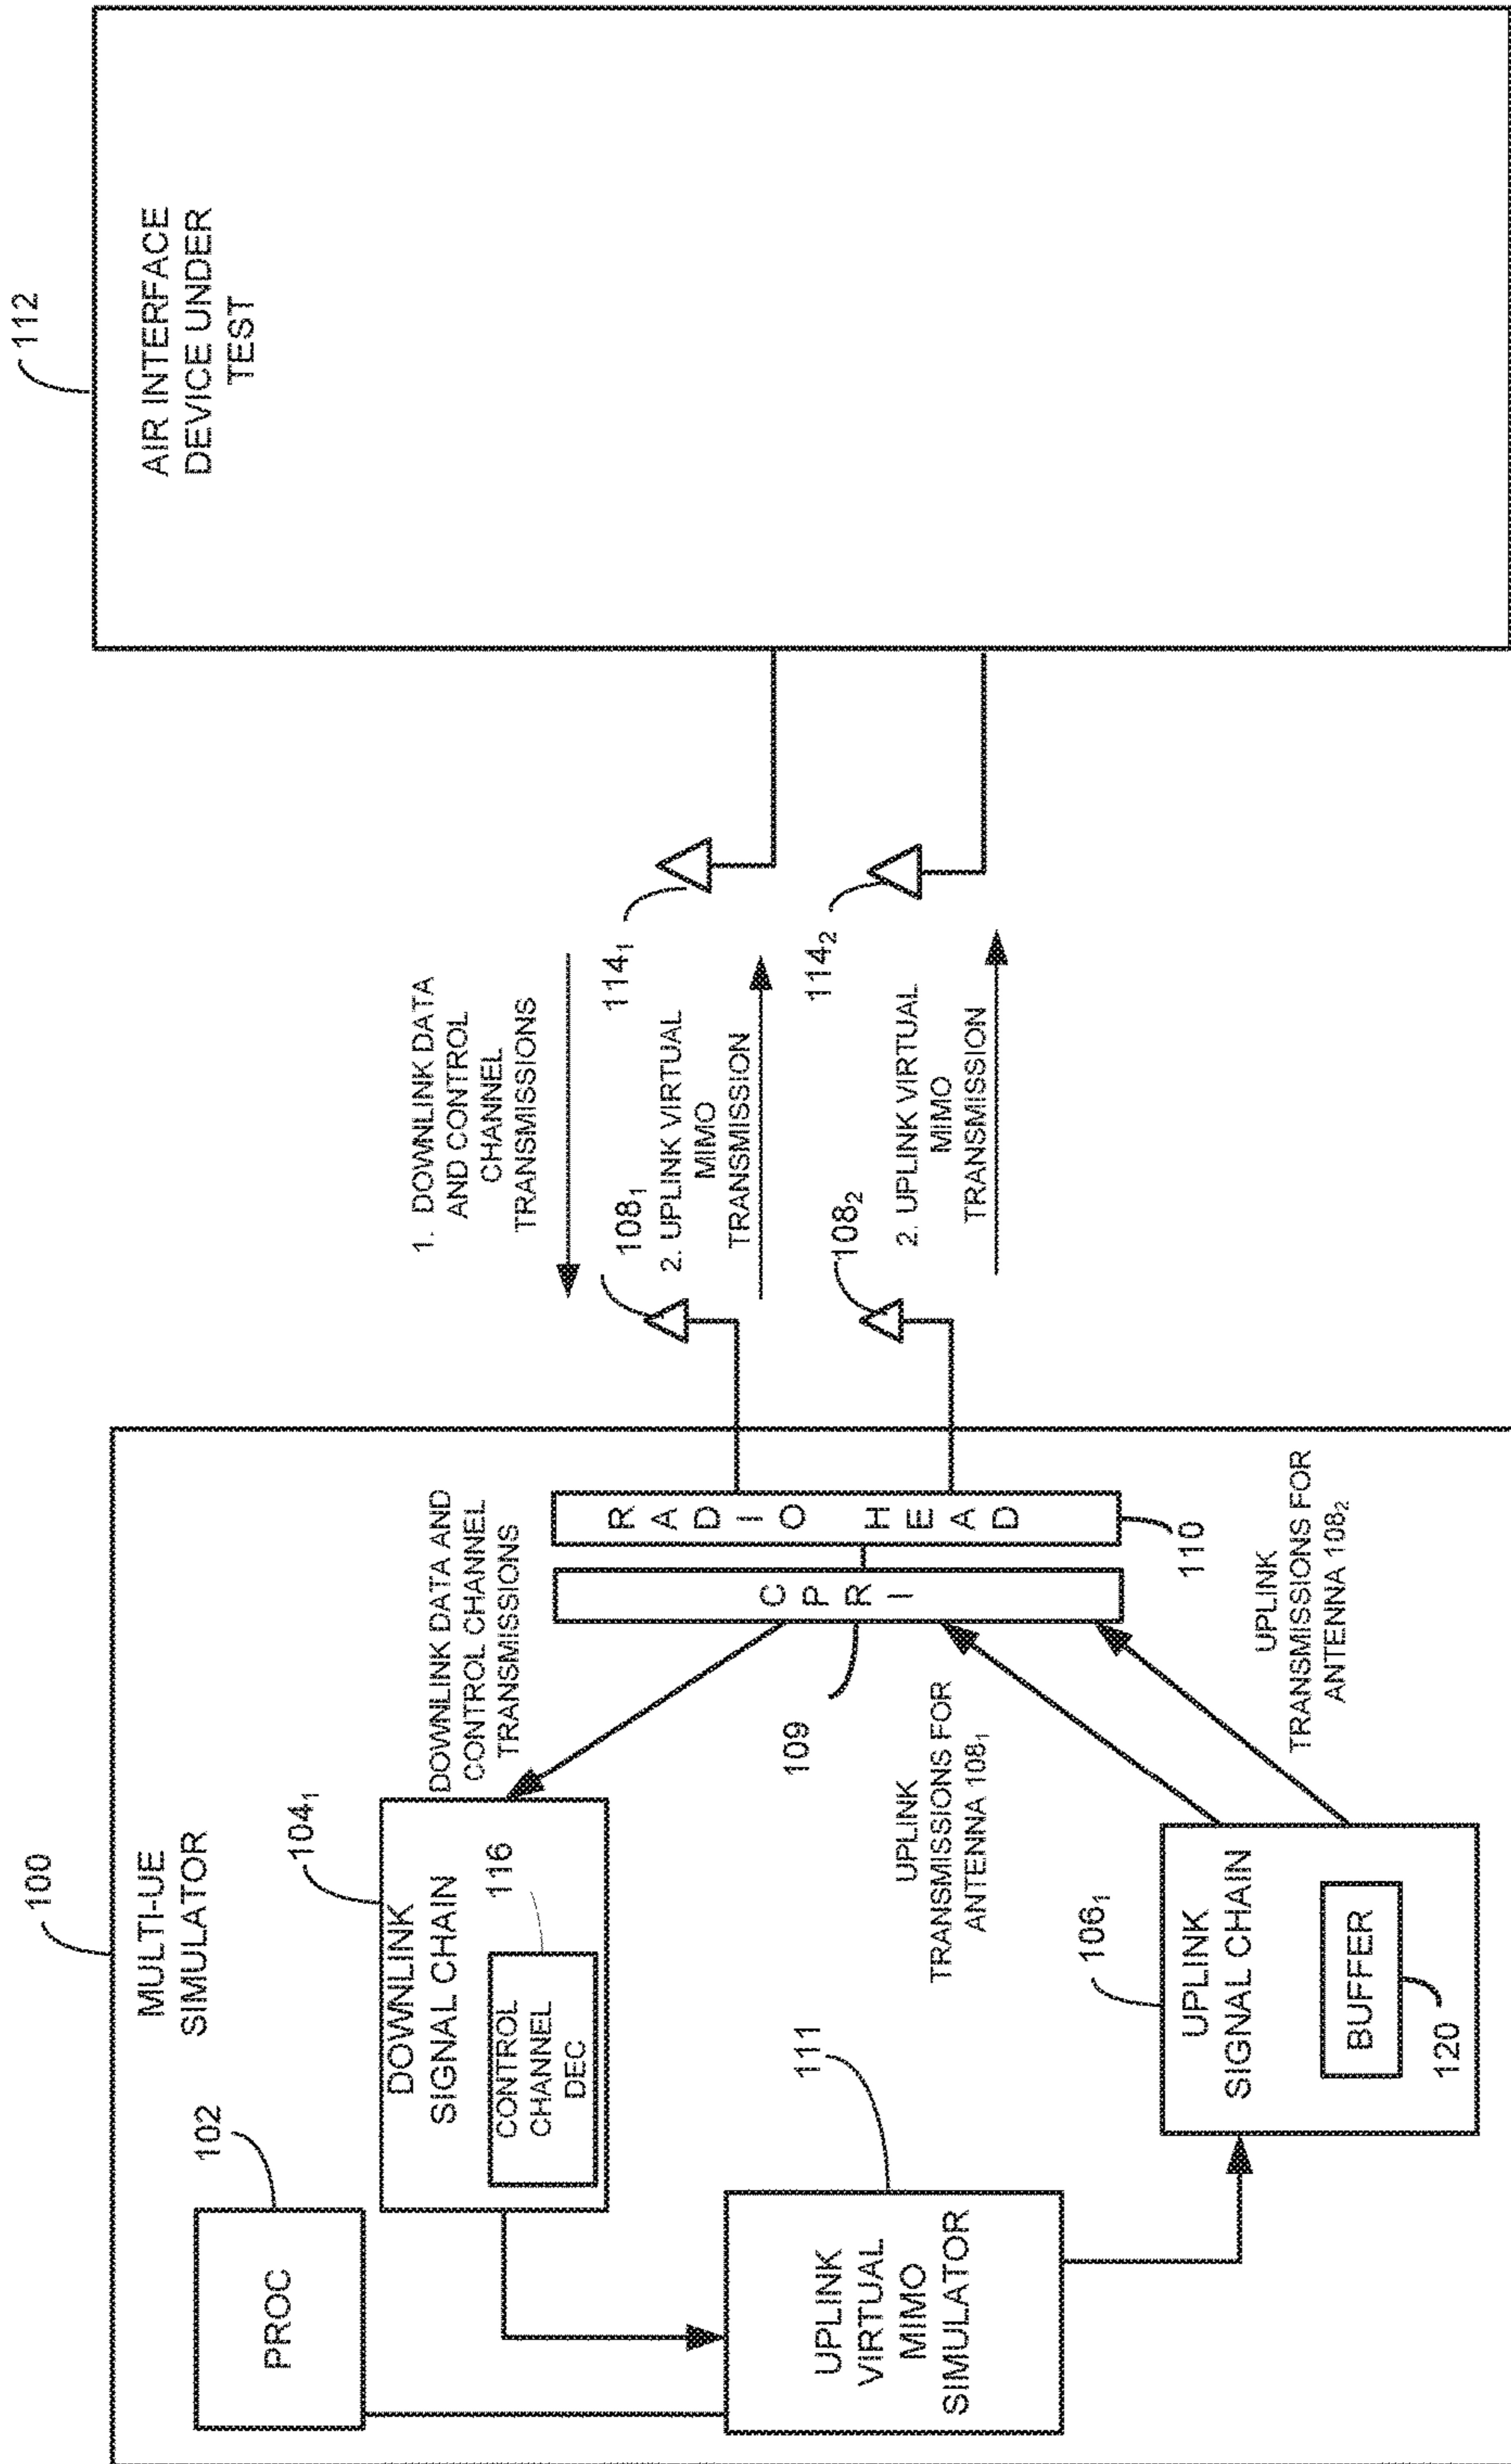 100
MULTI-UE
SIMULATOR
102
PROC
104₁
DOWNLINK
SIGNAL CHAIN
116
CONTROL
CHANNEL
DEC
DOWNLINK DATA AND
CONTROL CHANNEL
TRANSMISSIONS
RADIO HEAD
CPRI
109
110
111
UPLINK
VIRTUAL
MIMO
SIMULATOR
UPLINK
TRANSMISSIONS FOR
ANTENNA 108₁
106₁
UPLINK
SIGNAL CHAIN
BUFFER
120
UPLINK
TRANSMISSIONS FOR
ANTENNA 108₂
1. DOWNLINK DATA
AND CONTROL
CHANNEL
TRANSMISSIONS
108₁
114₁
2. UPLINK VIRTUAL
MIMO
TRANSMISSION
108₂
114₂
2. UPLINK VIRTUAL
MIMO
TRANSMISSION
112
AIR INTERFACE
DEVICE UNDER
TEST